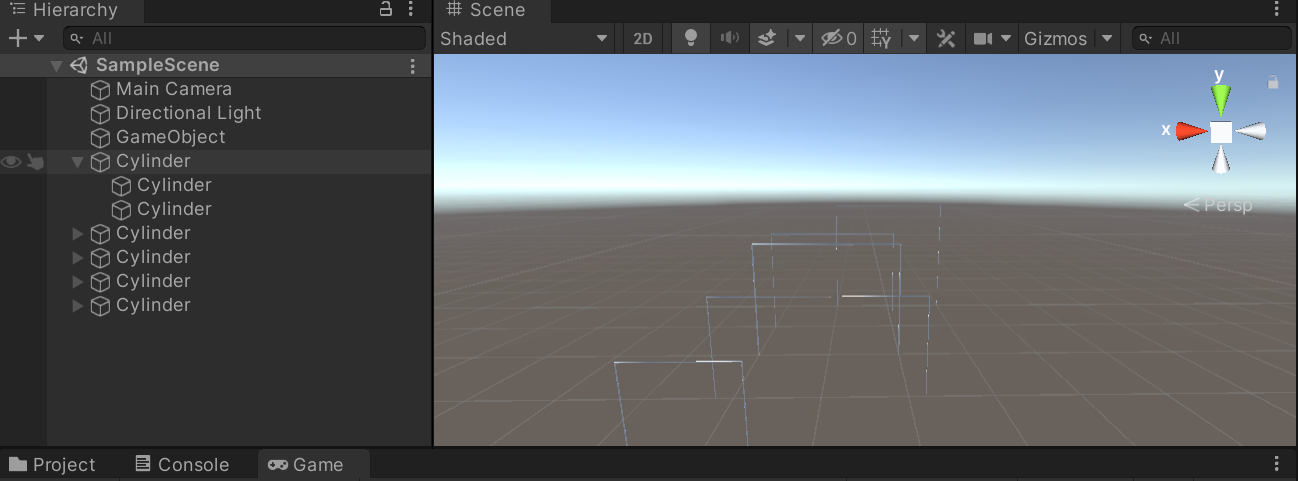 Hierarchy
All
SampleScene
Main Camera
Directional Light
GameObject
Cylinder
Cylinder
Cylinder
Cylinder
Cylinder
Cylinder
Cylinder
Scene
Shaded 2D 0 Gizmos All
y
x
Persp
Project Console Game